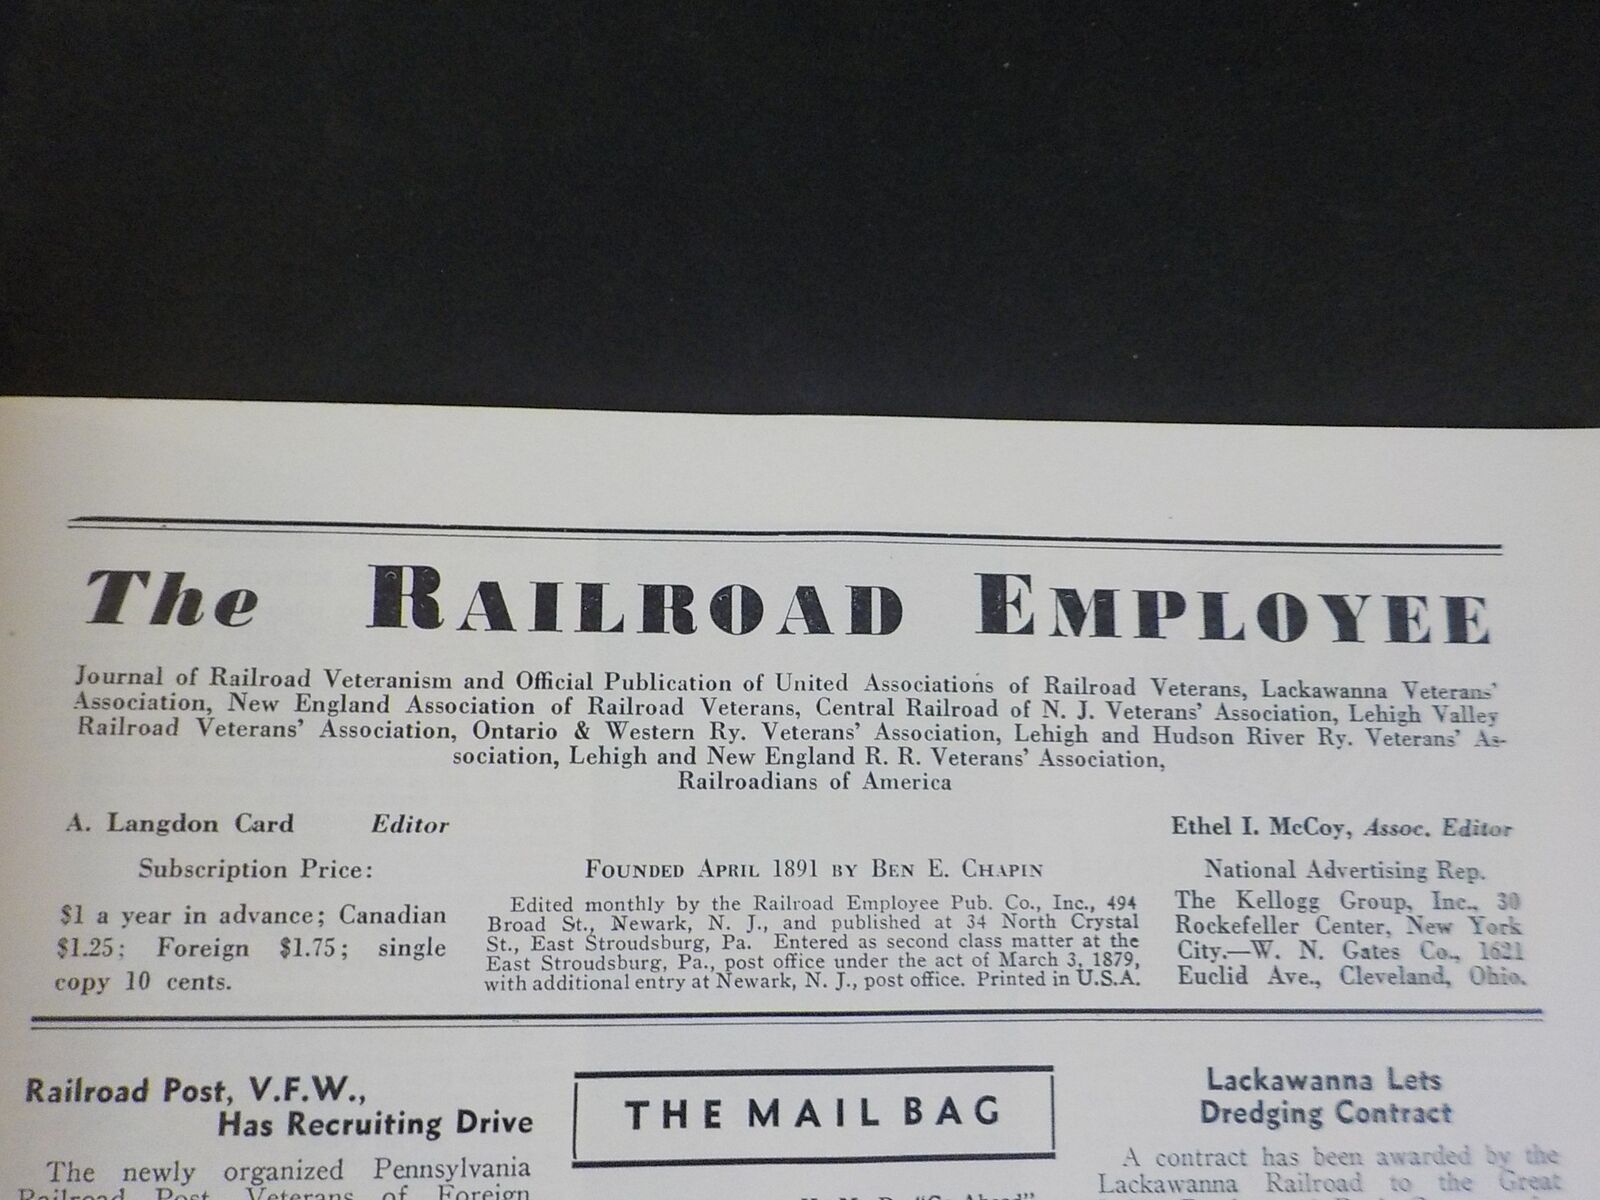 The RAILROAD EMPLOYEE
Journal of Railroad Veteranism and Official Publication of United Associations of Railroad Veterans, Lackawanna Veterans'
Association, New England Association of Railroad Veterans, Central Railroad of N. J. Veterans' Association, Lehigh Valley
Railroad Veterans' Association, Ontario & Western Ry. Veterans' Association, Lehigh and Hudson River Ry. Veterans' As-
sociation, Lehigh and New England R. R. Veterans' Association,
Railroadians of America
A. Langdon Card Editor
Ethel I. McCoy, Assoc. Editor
Subscription Price:
$1 a year in advance; Canadian
$1.25; Foreign $1.75; single
copy 10 cents.
FOUNDED APRIL 1891 BY BEN E. CHAPIN
Edited monthly by the Railroad Employee Pub. Co., Inc., 494
Broad St., Newark, N. J., and published at 34 North Crystal
St., East Stroudsburg, Pa. Entered as second class matter at the
East Stroudsburg, Pa., post office under the act of March 3, 1879,
with additional entry at Newark, N. J., post office. Printed in U.S.A.
National Advertising Rep.
The Kellogg Group, Inc., 30
Rockefeller Center, New York
City.—W. N. Gates Co., 1621
Euclid Ave., Cleveland, Ohio.
Railroad Post, V.F.W.,
Has Recruiting Drive
The newly organized Pennsylvania
Railroad Post, Veterans of Foreign
THE MAIL BAG
"Go Ahead"
Lackawanna Lets
Dredging Contract
A contract has been awarded by the
Lackawanna Railroad to the Great